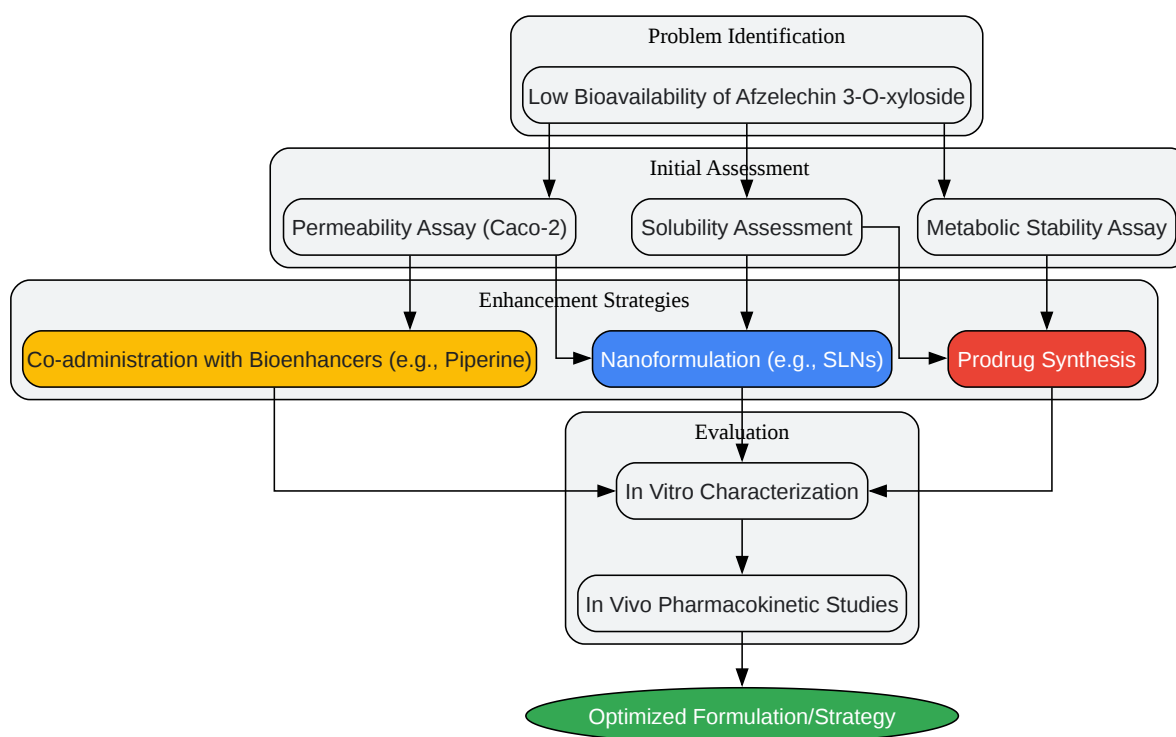 Problem Identification
Low Bioavailability of Afzelechin 3-O-xyloside
Initial Assessment
Permeability Assay (Caco-2)
Solubility Assessment
Metabolic Stability Assay
Enhancement Strategies
Co-administration with Bioenhancers (e.g., Piperine)
Nanoformulation (e.g., SLNs)
Prodrug Synthesis
Evaluation
In Vitro Characterization
In Vivo Pharmacokinetic Studies
Optimized Formulation/Strategy